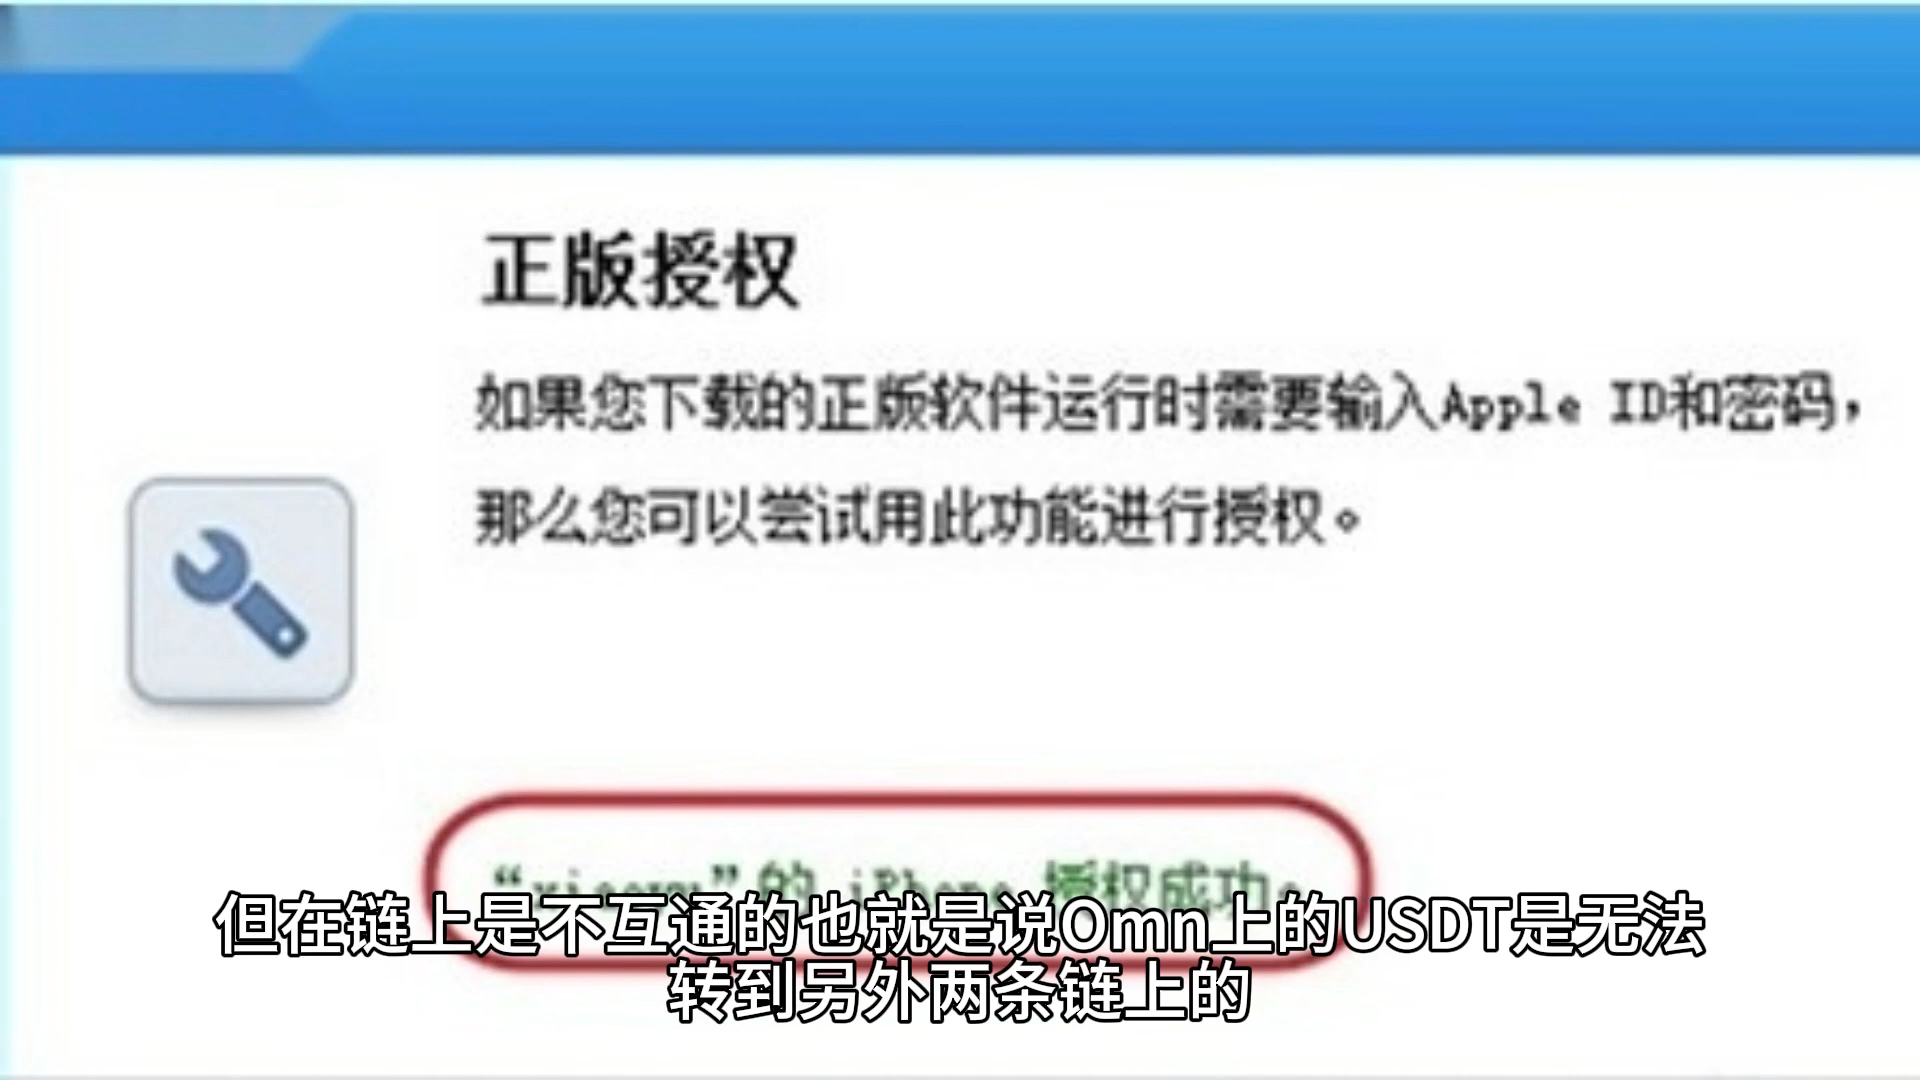 正版授权
如果您下载的正版软件运行时需要输入Apple ID和密码，
那么您可以尝试用此功能进行授权。
的 iPhone 授权成功。
但在链上是不互通的也就是说Omn上的USDT是无法
转到另外两条链上的